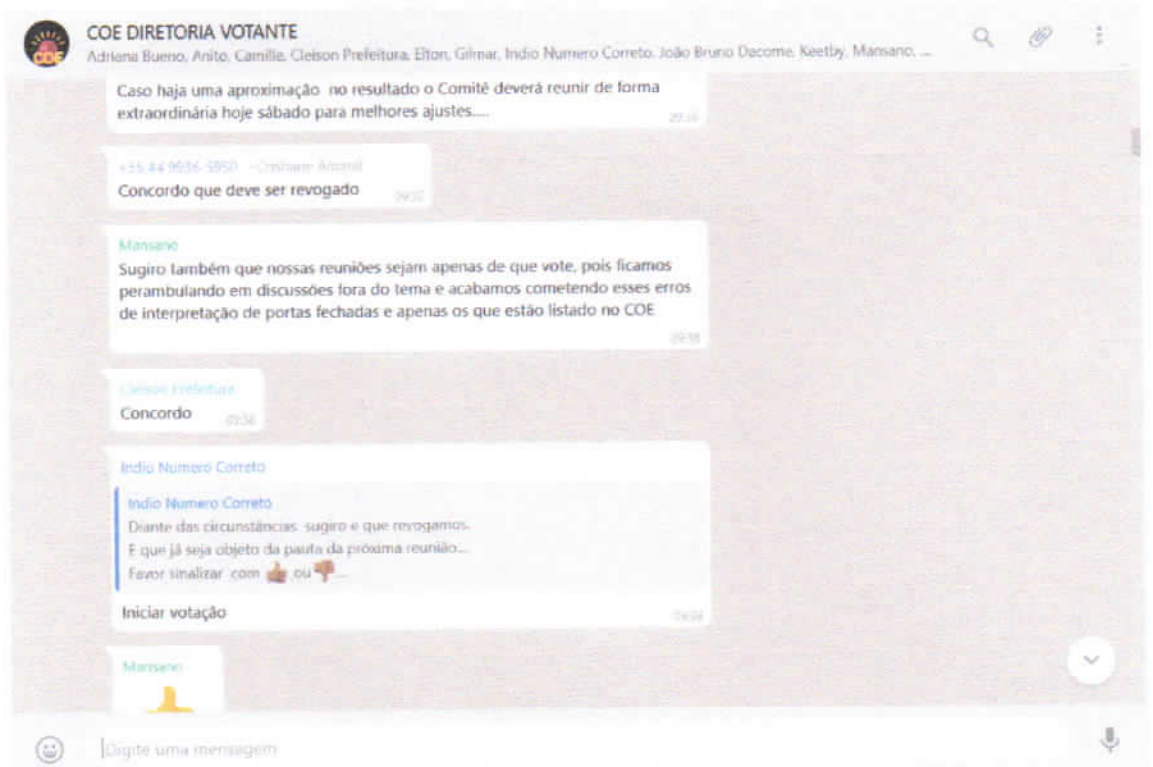 COE DIRETORIA VOTANTE
Adriana Bueno, Anito, Camilla, Cleison Prefeitura, Elton, Gilmar, Indio Numero Correto, João Bruno Dacome, Keetby, Mansano, ...
COE
Caso haja uma aproximação no resultado o Comitê deverá reunir de forma
extraordinária hoje sábado para melhores ajustes.....
Concordo que deve ser revogado
Mansano
Sugiro também que nossas reuniões sejam apenas de que vote, pois ficamos
perambulando em discussões fora do tema e acabamos cometendo esses erros
de interpretação de portas fechadas e apenas os que estão listado no COE
09:38
Cleison Prefeitura
Concordo
Indio Numero Correto
Indio Numero Correto
Diante das circunstâncias, sugiro e que revogamos.
E que já seja objeto da pauta da próxima reunião...
Favor sinalizar com 👍 ou 👎...
Iniciar votação
Mansano
Digite uma mensagem